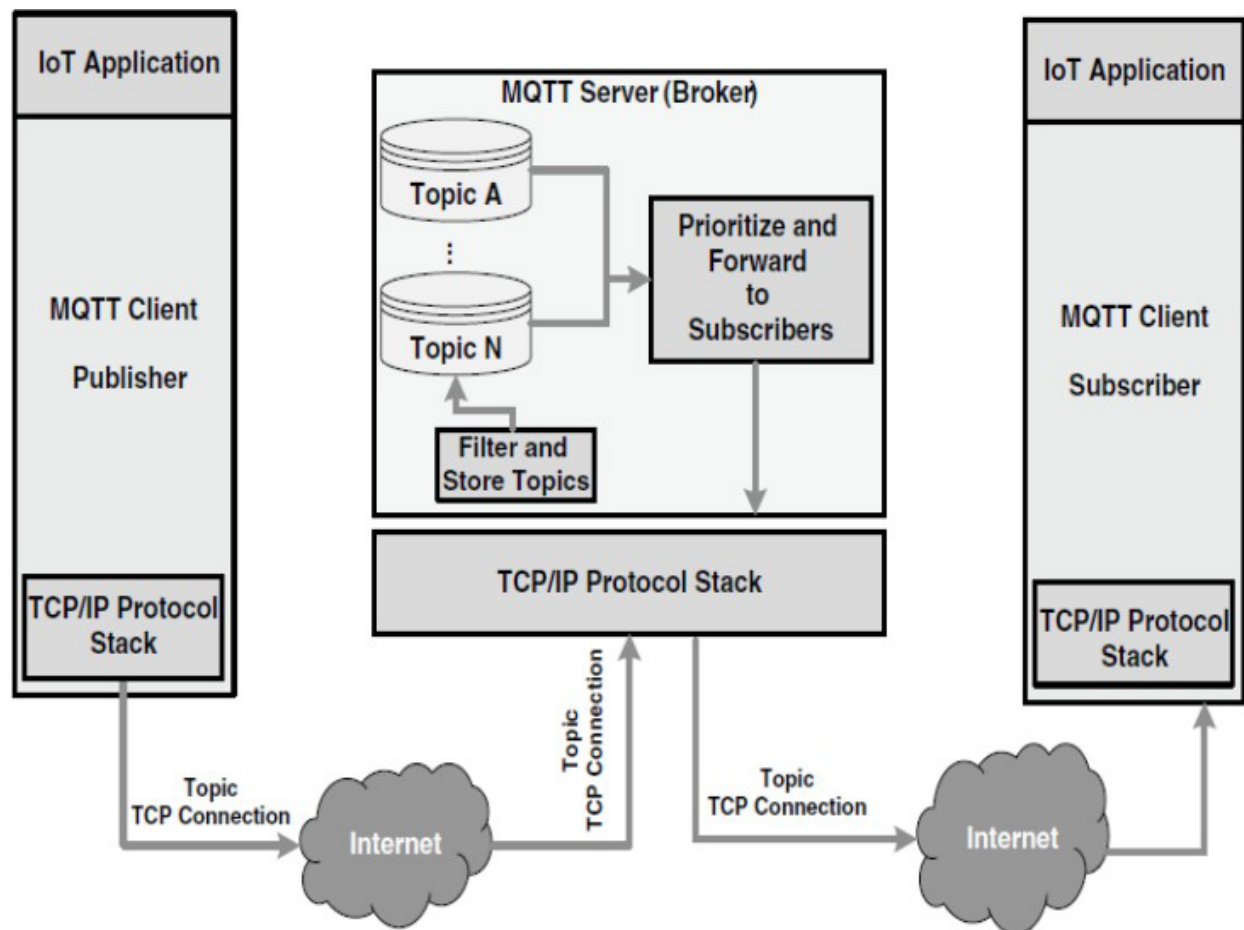 IoT Application
MQTT Client
Publisher
TCP/IP Protocol
Stack
MQTT Server (Broker)
Topic A
...
Topic N
Filter and
Store Topics
Prioritize and
Forward
to
Subscribers
TCP/IP Protocol Stack
IoT Application
MQTT Client
Subscriber
TCP/IP Protocol
Stack
Topic
TCP Connection
Internet
Topic
TCP Connection
Topic
TCP Connection
Internet